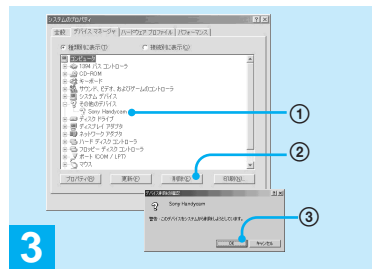 システムのプロパティ
全般 デバイス マネージャ ハードウェア プロファイル パフォーマンス
種類別に表示(T) 接続別に表示(C)
コンピュータ
1394 バス コントローラ
CD-ROM
キーボード
サウンド、ビデオ、およびゲームのコントローラ
システム デバイス
その他のデバイス
Sony Handycam
ディスク ドライブ
ディスプレイ アダプタ
ネットワーク アダプタ
ハード ディスク コントローラ
フロッピー ディスク コントローラ
ポート (COM / LPT)
マウス
プロパティ(R) 更新(F) 削除(E) 印刷(N)...
①
②
デバイス削除の確認
Sony Handycam
警告: このデバイスをシステムから削除しようとしています。
OK キャンセル
③
3